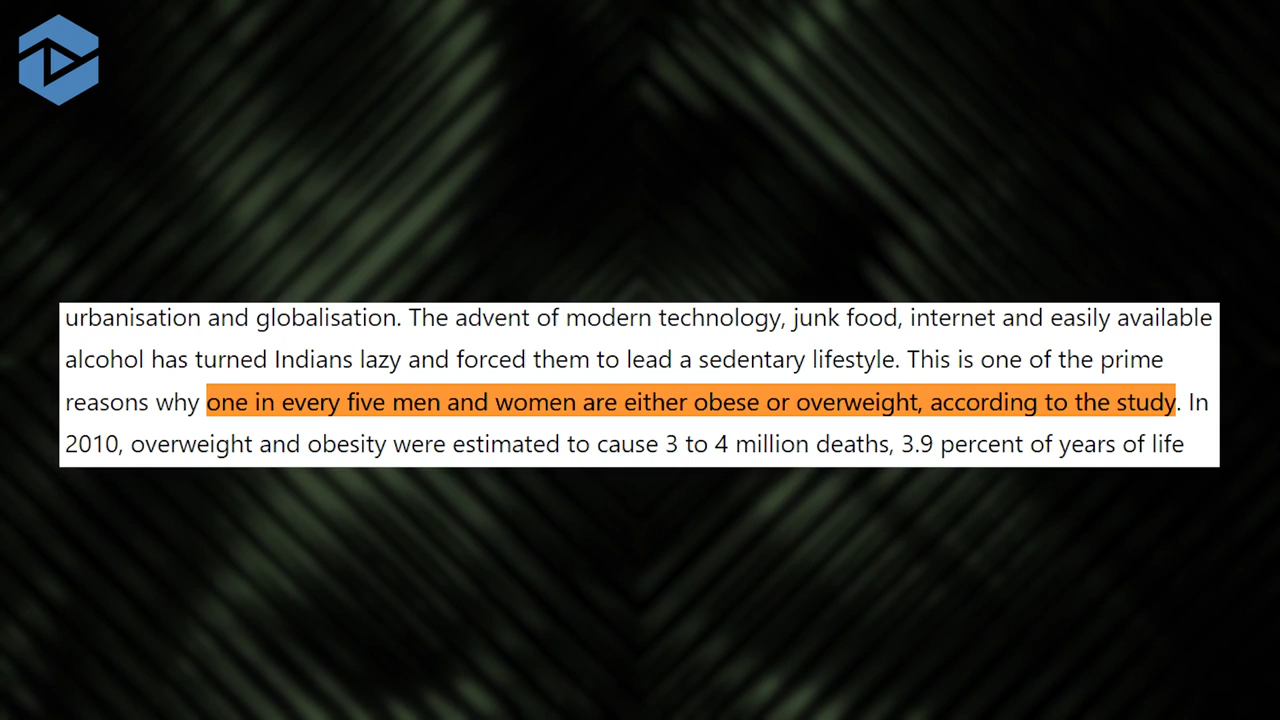 urbanisation and globalisation. The advent of modern technology, junk food, internet and easily available
alcohol has turned Indians lazy and forced them to lead a sedentary lifestyle. This is one of the prime
reasons why one in every five men and women are either obese or overweight, according to the study. In
2010, overweight and obesity were estimated to cause 3 to 4 million deaths, 3.9 percent of years of life